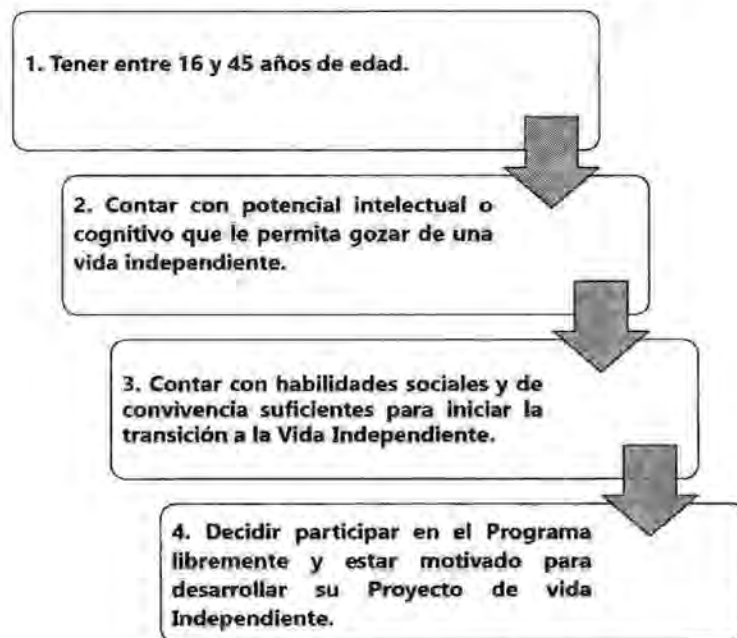 1. Tener entre 16 y 45 años de edad.
2. Contar con potencial intelectual o
cognitivo que le permita gozar de una
vida independiente.
3. Contar con habilidades sociales y de
convivencia suficientes para iniciar la
transición a la Vida Independiente.
4. Decidir participar en el Programa
libremente y estar motivado para
desarrollar su Proyecto de vida
Independiente.